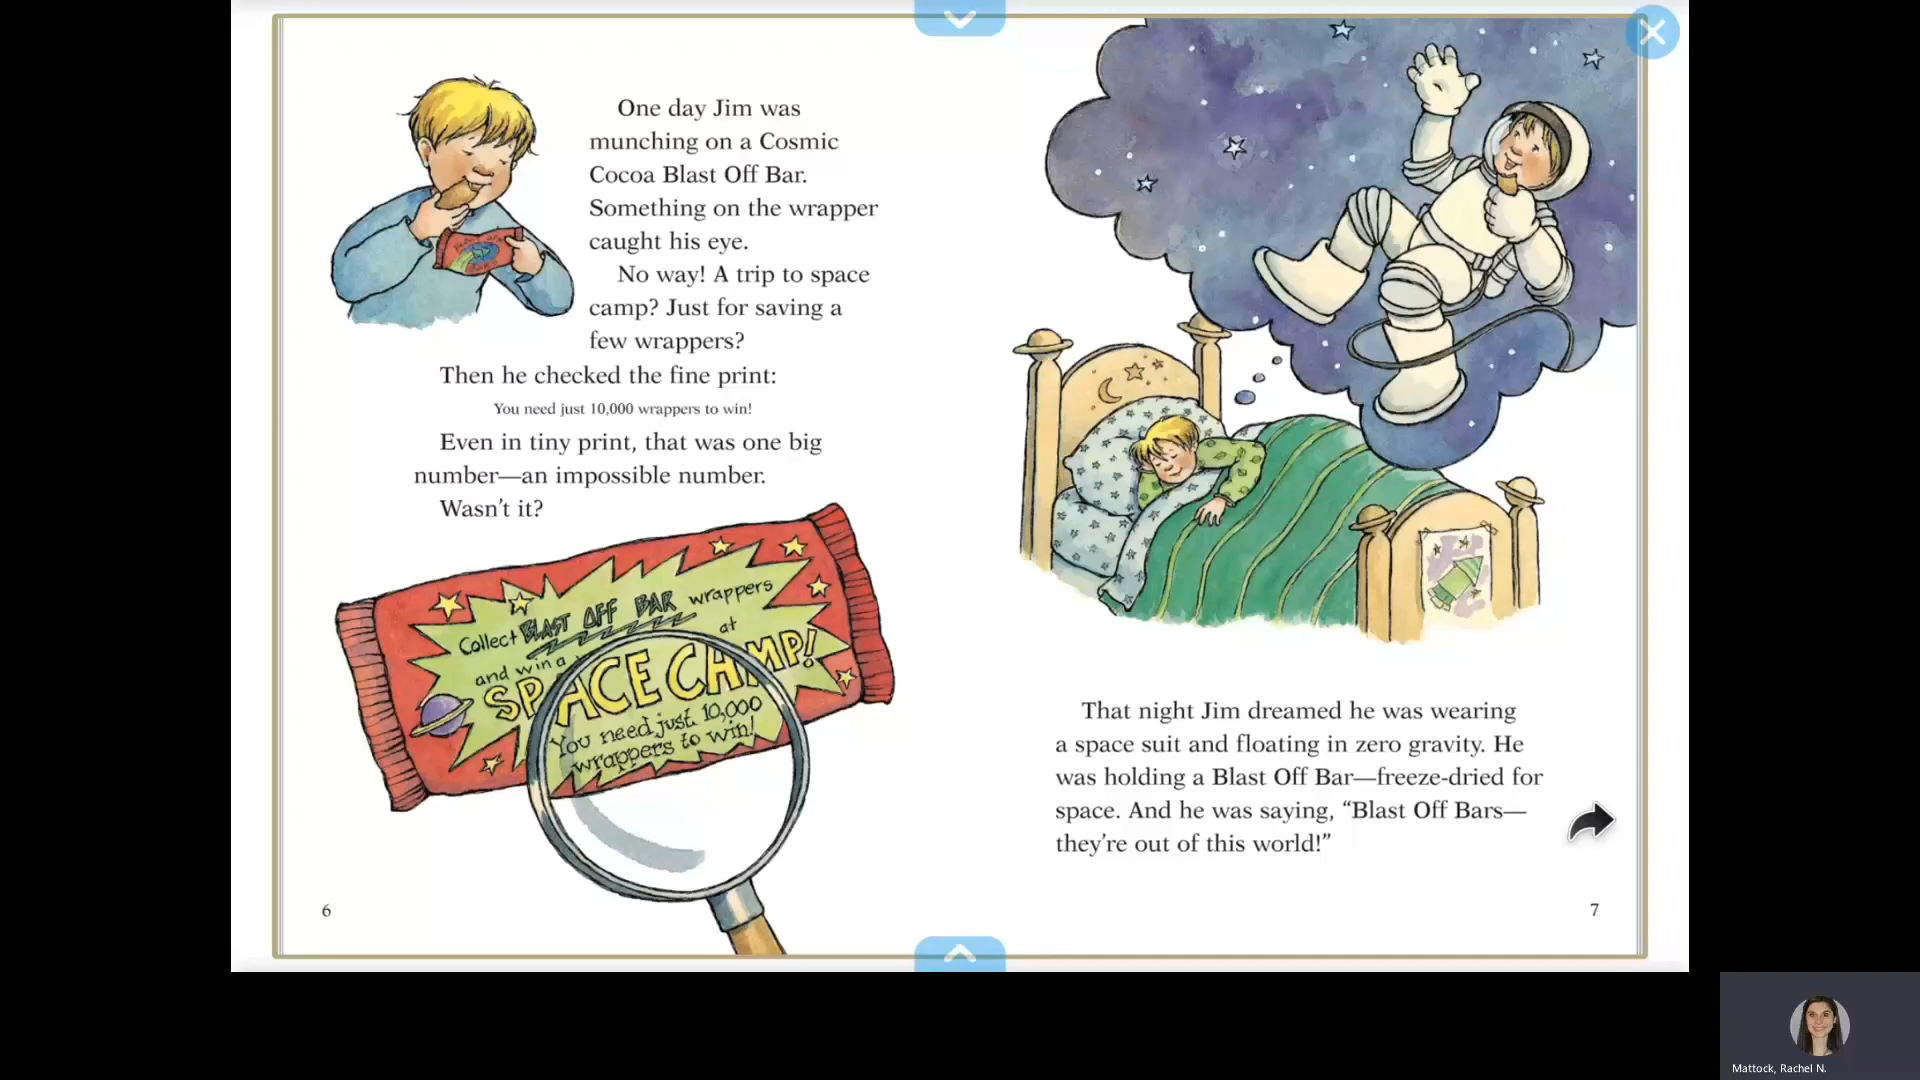 One day Jim was
munching on a Cosmic
Cocoa Blast Off Bar.
Something on the wrapper
caught his eye.
No way! A trip to space
camp? Just for saving a
few wrappers?
Then he checked the fine print:
You need just 10,000 wrappers to win!
Even in tiny print, that was one big
number—an impossible number.
Wasn't it?
Collect BLAST OFF BAR wrappers
and win a at
SPACE CAMP!
You need just 10,000
wrappers to win!
6
That night Jim dreamed he was wearing
a space suit and floating in zero gravity. He
was holding a Blast Off Bar—freeze-dried for
space. And he was saying, “Blast Off Bars—
they're out of this world!”
7
Mattock, Rachel N.